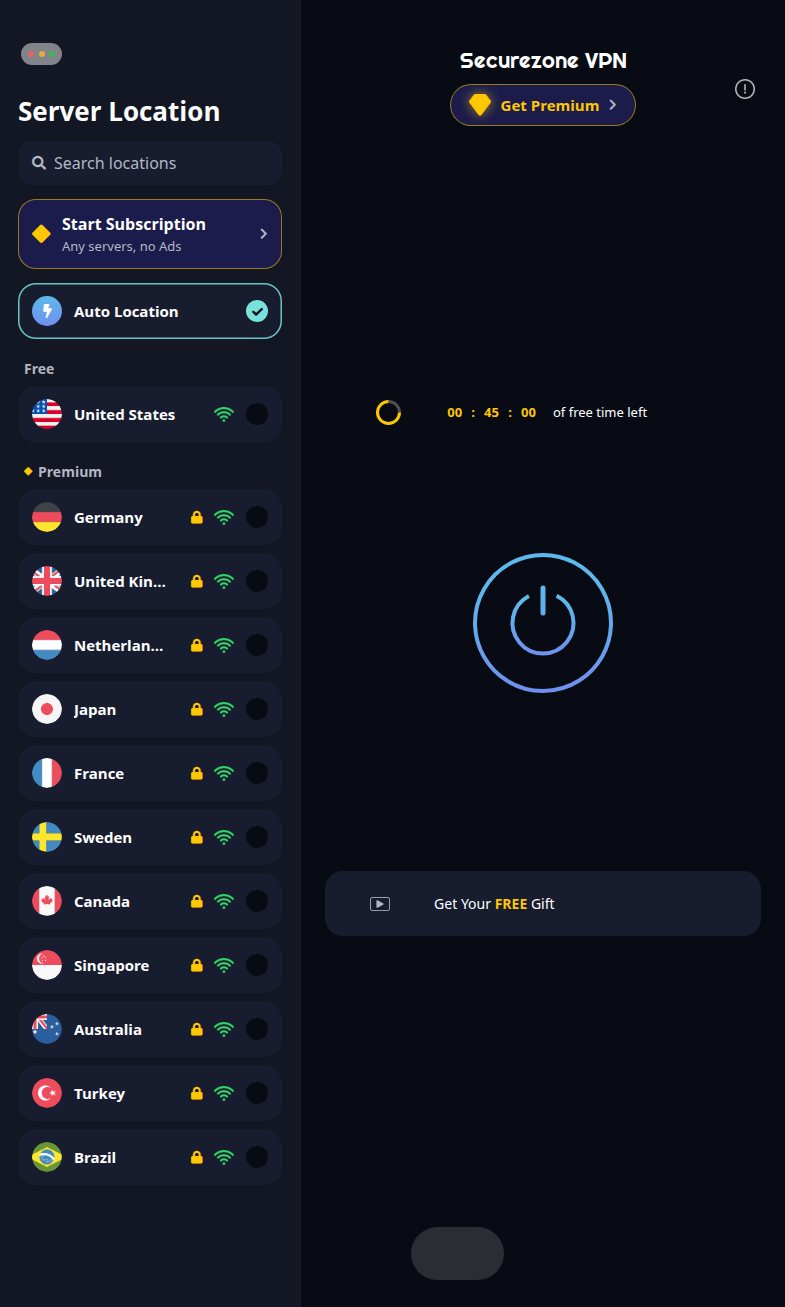 Server Location
Search locations
Start Subscription
Any servers, no Ads
Auto Location
Free
United States
Premium
Germany
United Kin...
Netherlan...
Japan
France
Sweden
Canada
Singapore
Australia
Turkey
Brazil
Securezone VPN
Get Premium
00 : 45 : 00 of free time left
Get Your FREE Gift